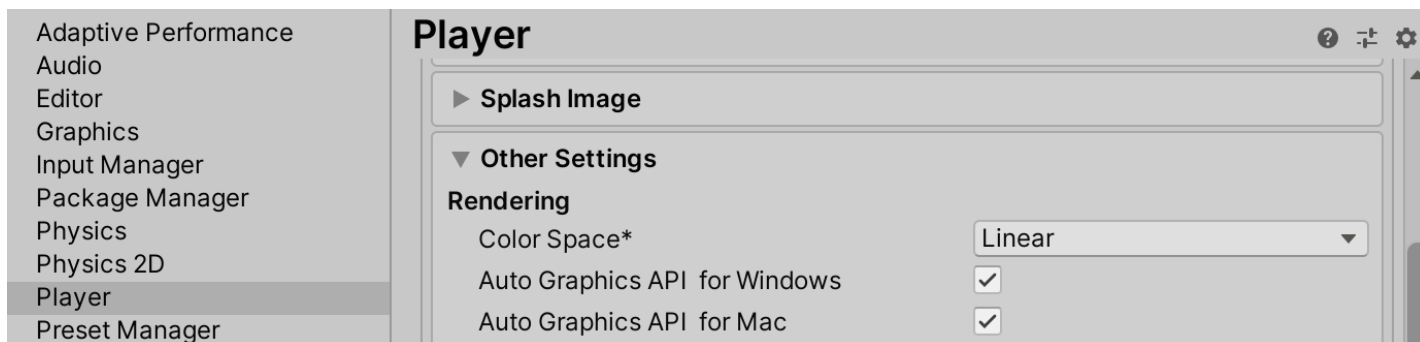 Adaptive Performance
Audio
Editor
Graphics
Input Manager
Package Manager
Physics
Physics 2D
Player
Preset Manager
Player
Splash Image
Other Settings
Rendering
Color Space* Linear
Auto Graphics API for Windows
Auto Graphics API for Mac